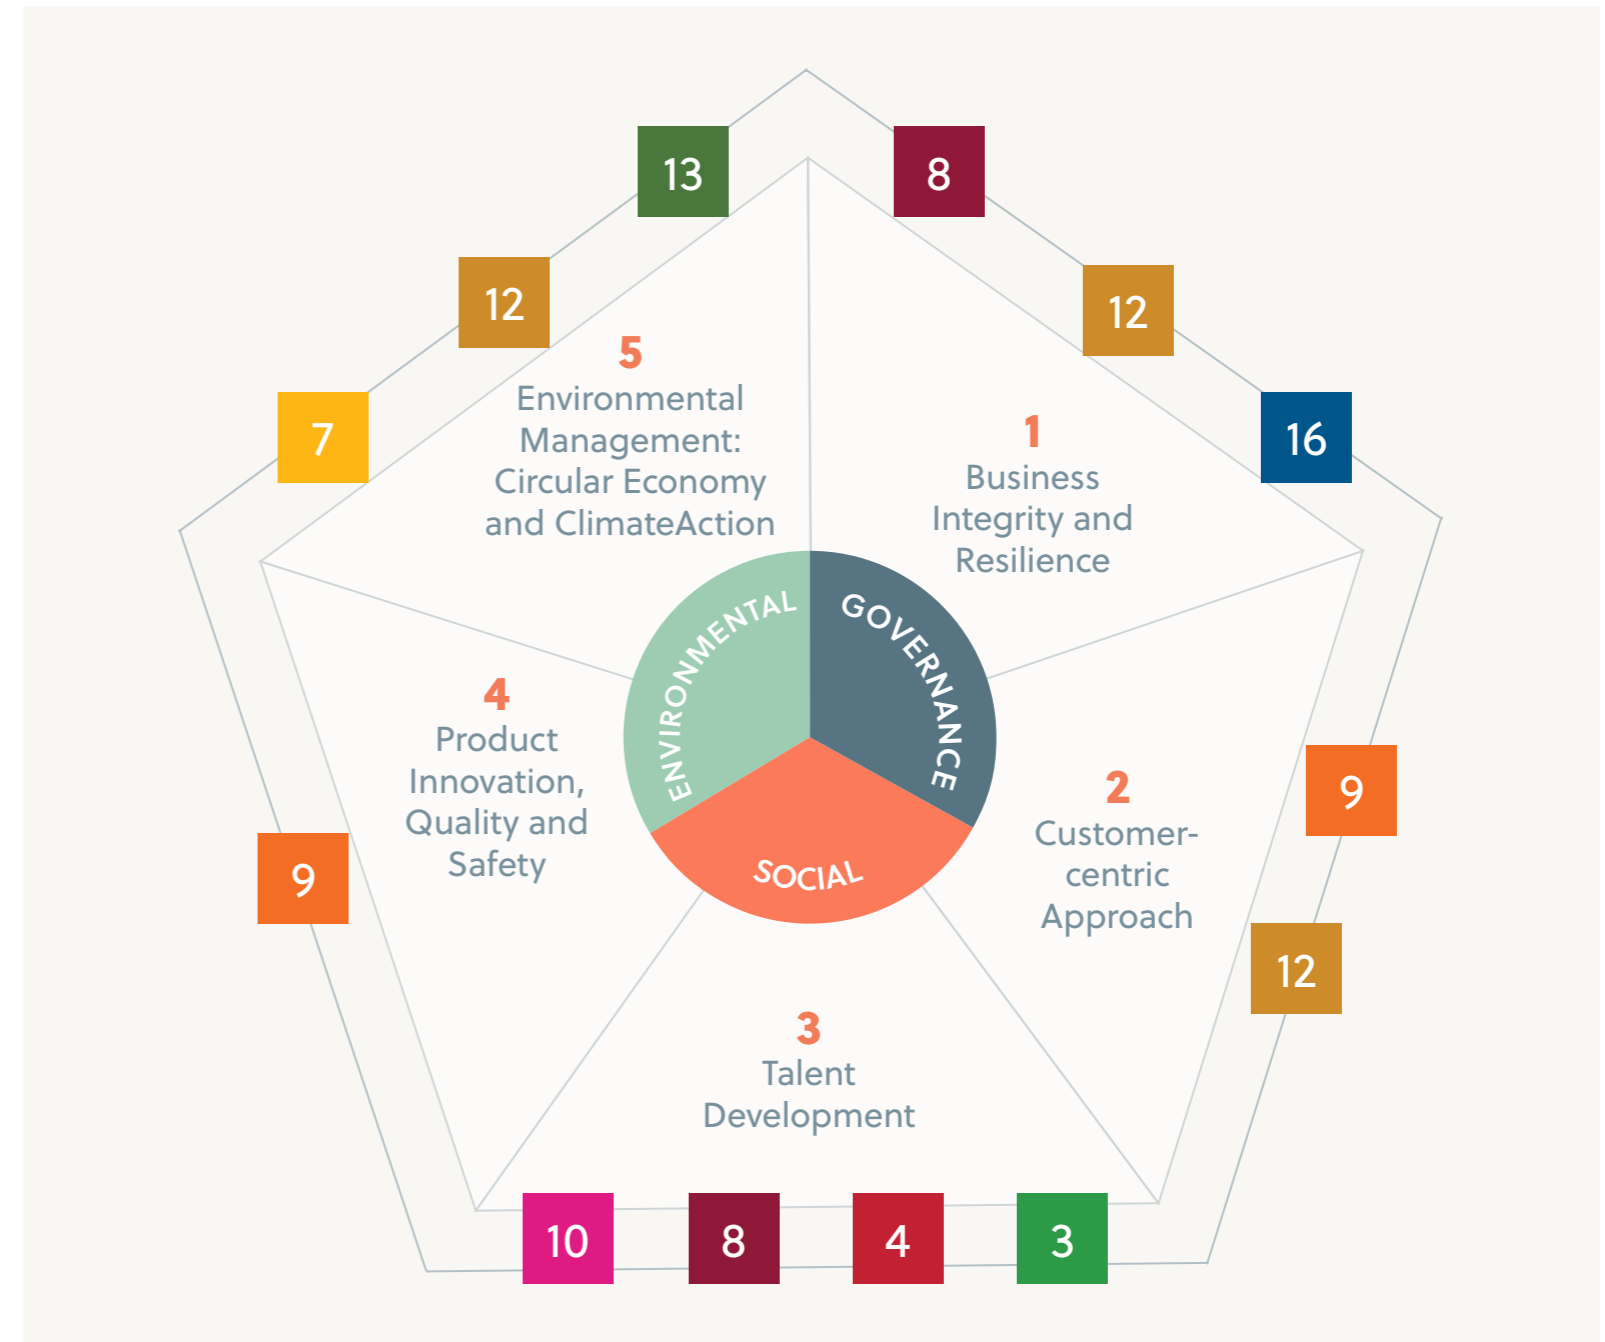 13
8
12
12
7
16
5
Environmental
Management:
Circular Economy
and ClimateAction
1
Business
Integrity and
Resilience
ENVIRONMENTAL
GOVERNANCE
SOCIAL
4
Product
Innovation,
Quality and
Safety
2
Customer-
centric
Approach
9
9
12
3
Talent
Development
10
8
4
3